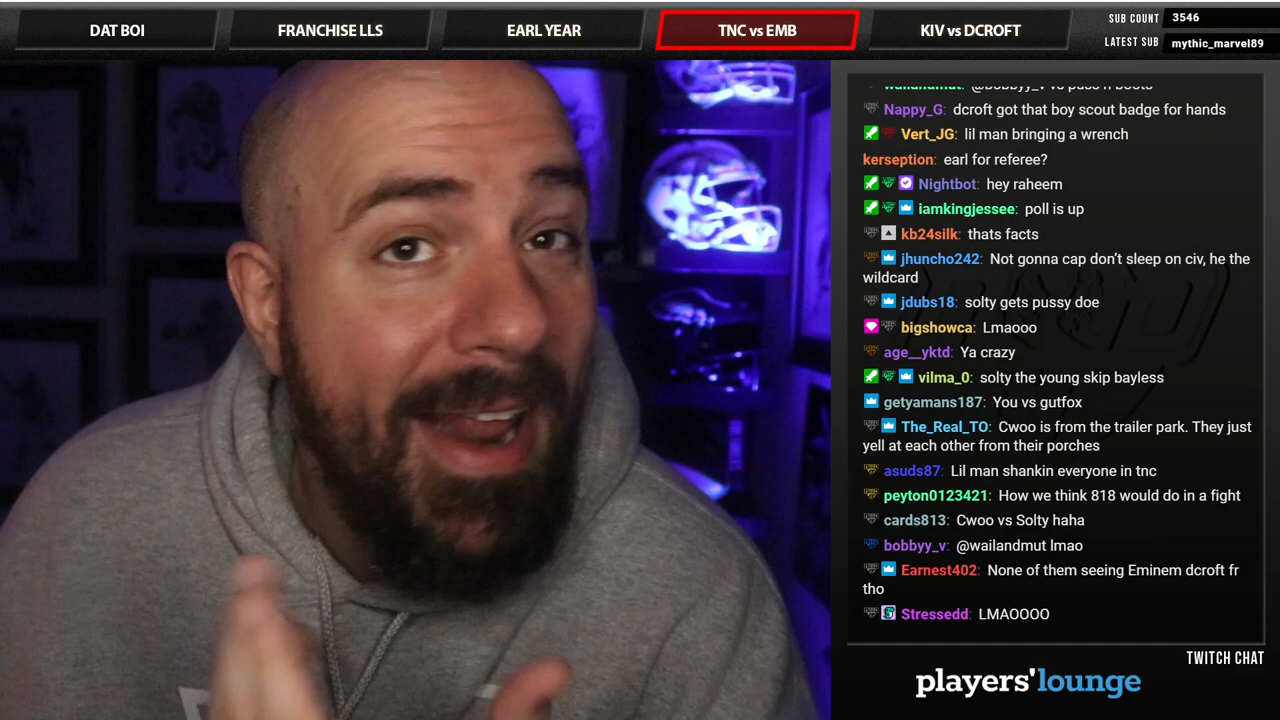 DAT BOI
FRANCHISE LLS
EARL YEAR
TNC vs EMB
KIV vs DCROFT
SUB COUNT 3546
LATEST SUB mythic_marvel89
wailandmut: @bobbyy_v vs
Nappy_G: dcroft got that boy scout badge for hands
Vert_JG: lil man bringing a wrench
kerseption: earl for referee?
Nightbot: hey raheem
iamkingjessee: poll is up
kb24silk: thats facts
jhuncho242: Not gonna cap don't sleep on civ, he the
wildcard
jdubs18: solty gets pussy doe
bigshowca: Lmaooo
age__yktd: Ya crazy
vilma_0: solty the young skip bayless
getyamans187: You vs gutfox
The_Real_TO: Cwoo is from the trailer park. They just
yell at each other from their porches
asuds87: Lil man shankin everyone in tnc
peyton0123421: How we think 818 would do in a fight
cards813: Cwoo vs Solty haha
bobbyy_v: @wailandmut lmao
Earnest402: None of them seeing Eminem dcroft fr
tho
Stressedd: LMAOOOO
TWITCH CHAT
players'lounge